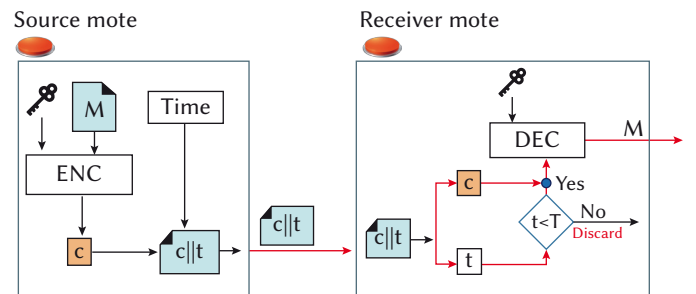 Source mote
M
Time
ENC
c
c||t
c||t
Receiver mote
DEC
M
c
Yes
c||t
t<T
No
Discard
t